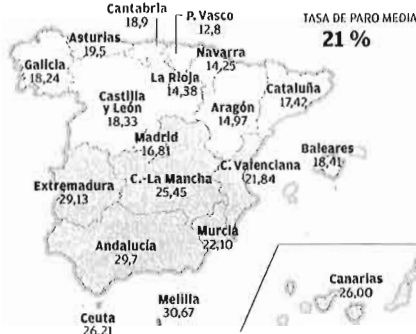 Cantabria
18,9
P. Vasco
12,8
TASA DE PARO MEDIA
21 %
Asturias
19,5
Navarra
14,25
Galicia
18,24
La Rioja
14,38
Cataluña
17,42
Castilla
y León
18,33
Aragón
14,97
Madrid
16,81
Baleares
18,41
C. Valenciana
21,84
Extremadura
29,13
C.-La Mancha
25,45
Murcia
22,10
Andalucía
29,7
Canarias
26,00
Ceuta
26,21
Melilla
30,67